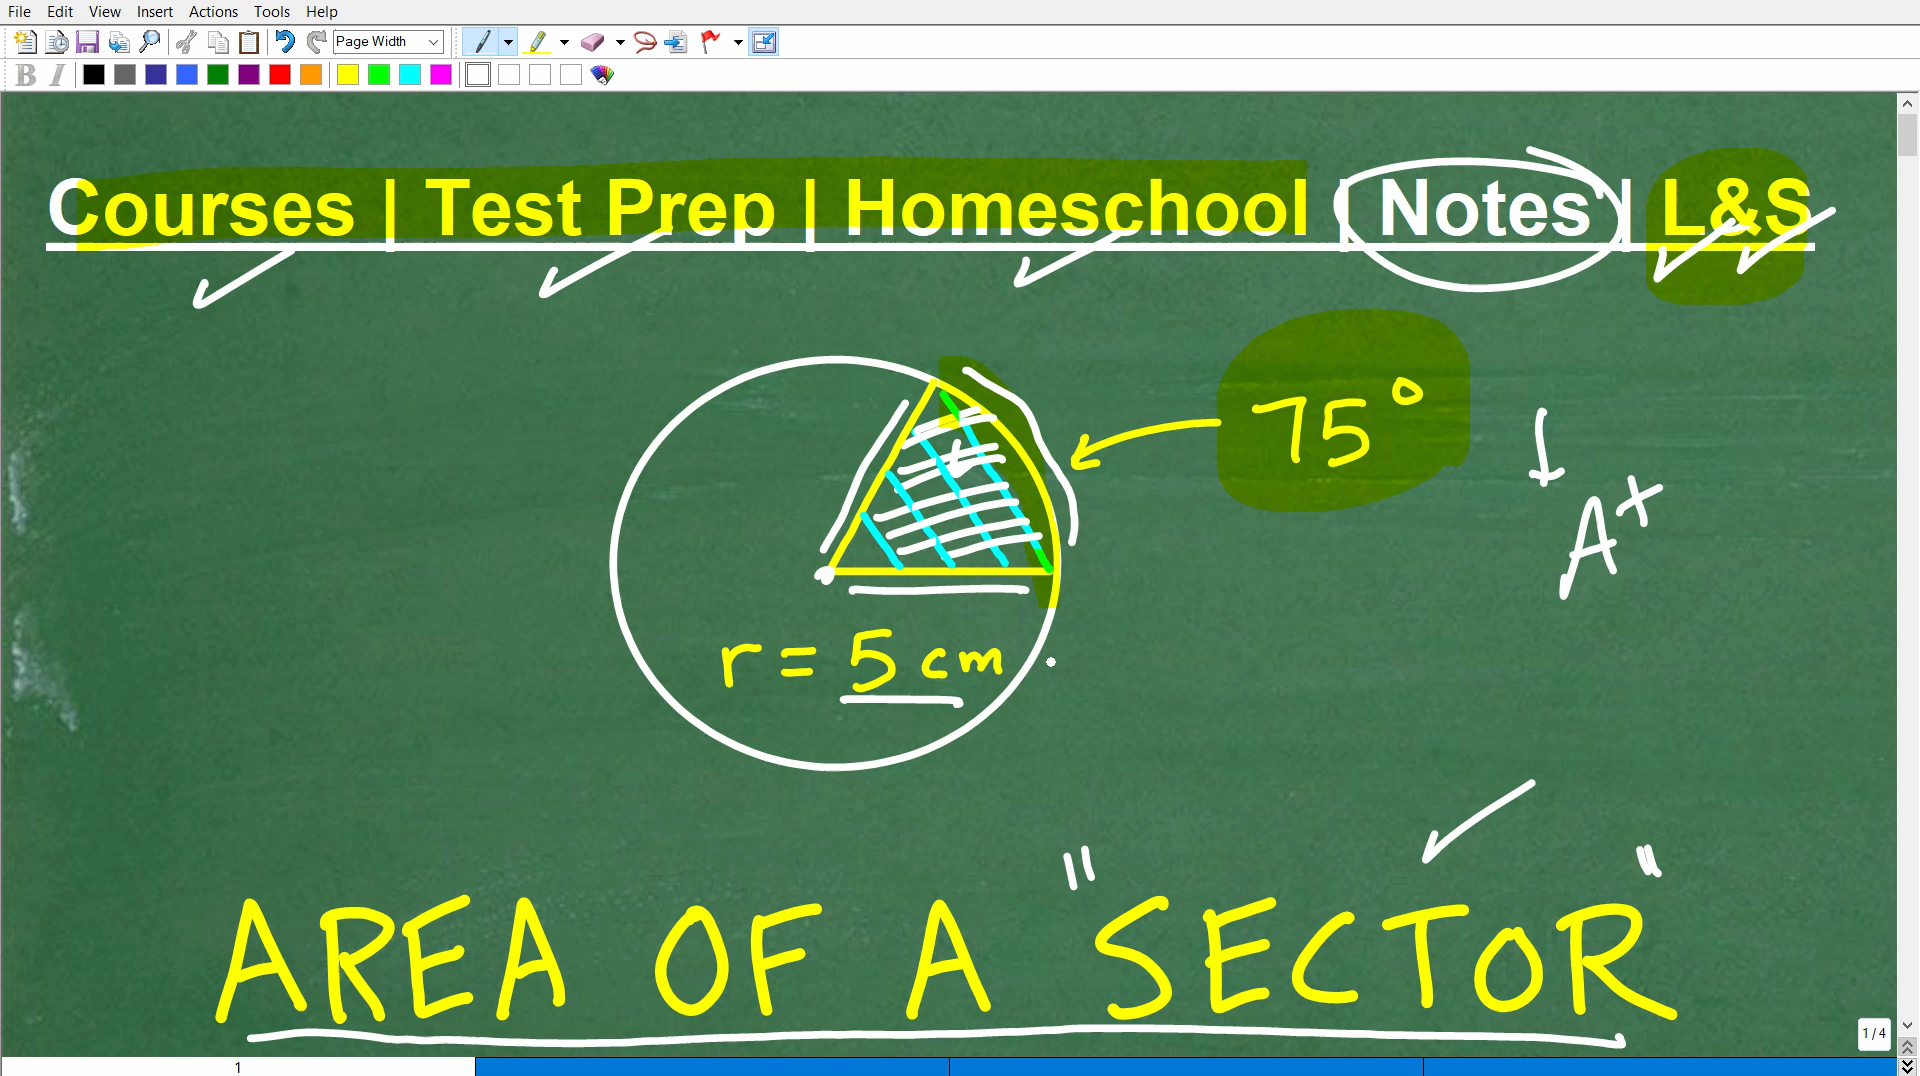 File Edit View Insert Actions Tools Help
Page Width
B I
Courses | Test Prep | Homeschool | Notes | L&S
75°
A+
r = 5 cm
AREA OF A "SECTOR"
1 / 4
1